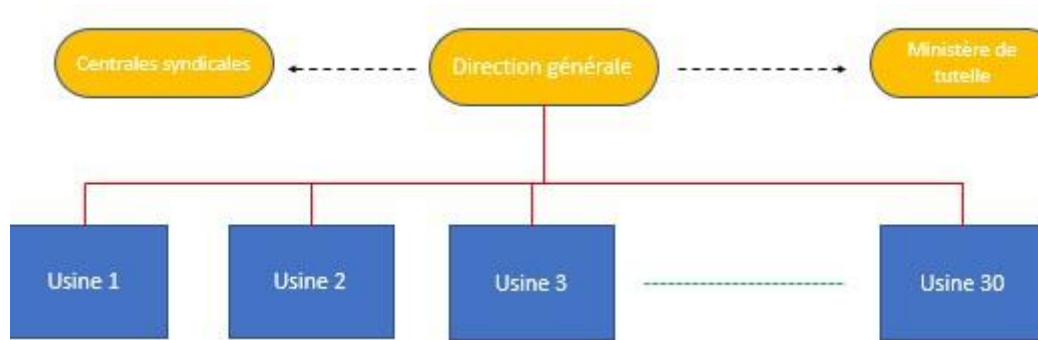 Centrales syndicales
Direction générale
Ministère de
tutelle
Usine 1
Usine 2
Usine 3
Usine 30